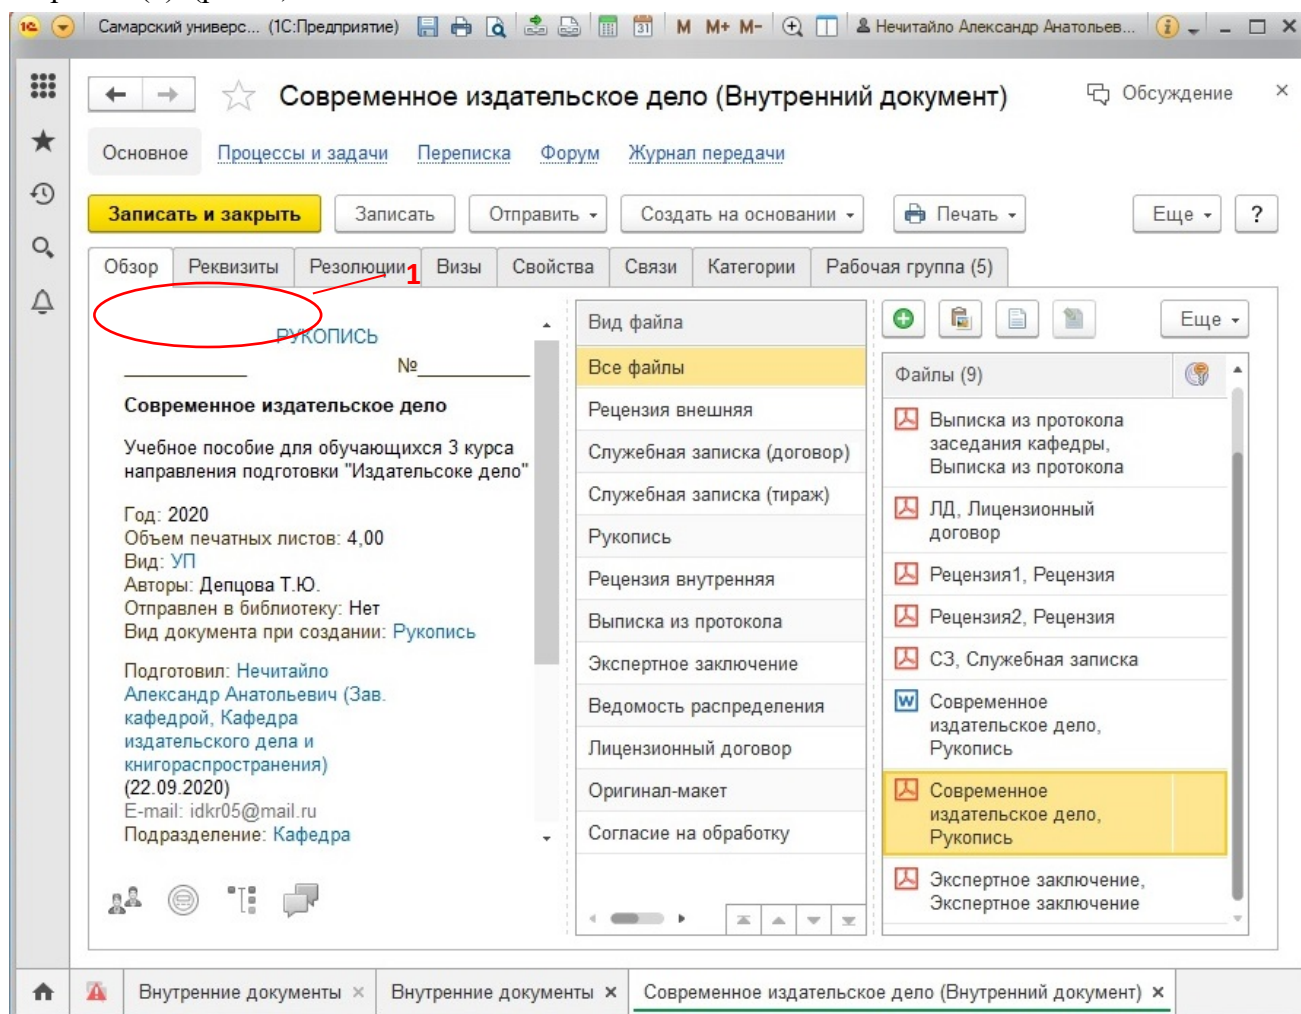 Самарский универс... (1С:Предприятие) M M+ M- Нечитайло Александр Анатольев...
Современное издательское дело (Внутренний документ) Обсуждение
Основное Процессы и задачи Переписка Форум Журнал передачи
Записать и закрыть Записать Отправить Создать на основании Печать Еще ?
Обзор Реквизиты Резолюции Визы Свойства Связи Категории Рабочая группа (5)
1
РУКОПИСЬ
№
Современное издательское дело
Учебное пособие для обучающихся 3 курса
направления подготовки "Издательсоке дело"
Год: 2020
Объем печатных листов: 4,00
Вид: УП
Авторы: Депцова Т.Ю.
Отправлен в библиотеку: Нет
Вид документа при создании: Рукопись
Подготовил: Нечитайло
Александр Анатольевич (Зав.
кафедрой, Кафедра
издательского дела и
книгораспространения)
(22.09.2020)
E-mail: idkr05@mail.ru
Подразделение: Кафедра
Вид файла
Все файлы
Рецензия внешняя
Служебная записка (договор)
Служебная записка (тираж)
Рукопись
Рецензия внутренняя
Выписка из протокола
Экспертное заключение
Ведомость распределения
Лицензионный договор
Оригинал-макет
Согласие на обработку
Еще
Файлы (9)
Выписка из протокола
заседания кафедры,
Выписка из протокола
ЛД, Лицензионный
договор
Рецензия1, Рецензия
Рецензия2, Рецензия
СЗ, Служебная записка
Современное
издательское дело,
Рукопись
Современное
издательское дело,
Рукопись
Экспертное заключение,
Экспертное заключение
Внутренние документы × Внутренние документы × Современное издательское дело (Внутренний документ) ×